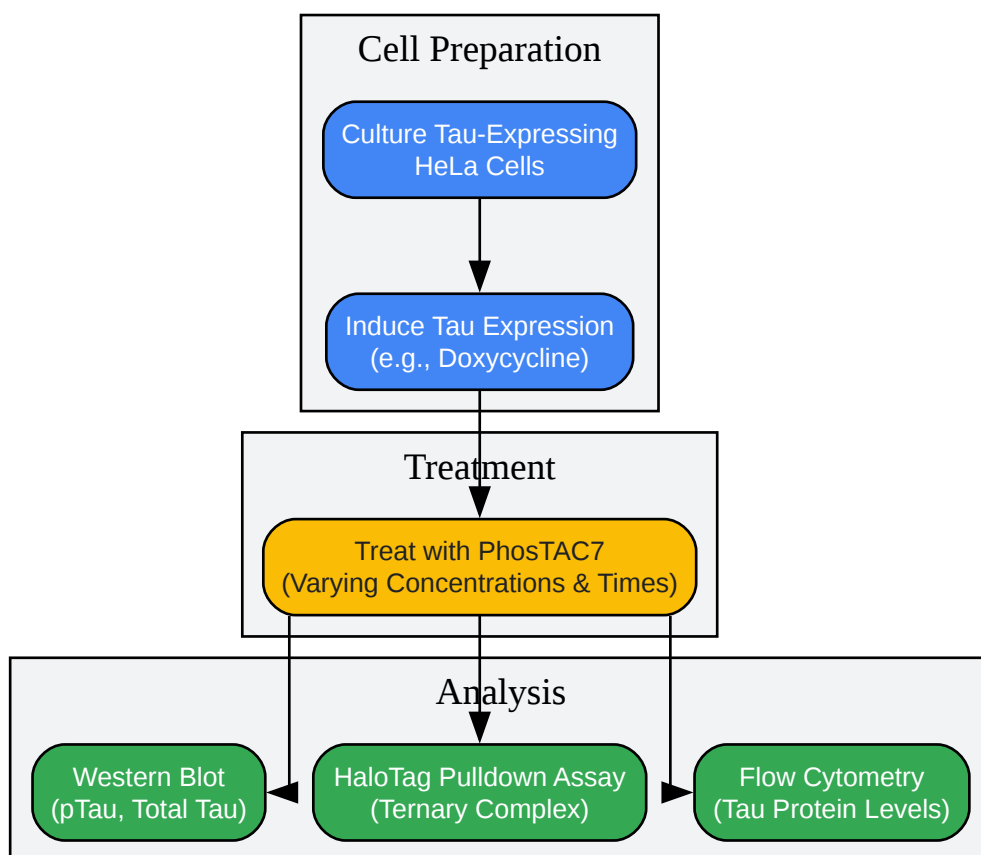 Cell Preparation
Culture Tau-Expressing
HeLa Cells
Induce Tau Expression
(e.g., Doxycycline)
Treatment
Treat with PhosTAC7
(Varying Concentrations & Times)
Analysis
Western Blot
(pTau, Total Tau)
HaloTag Pulldown Assay
(Ternary Complex)
Flow Cytometry
(Tau Protein Levels)